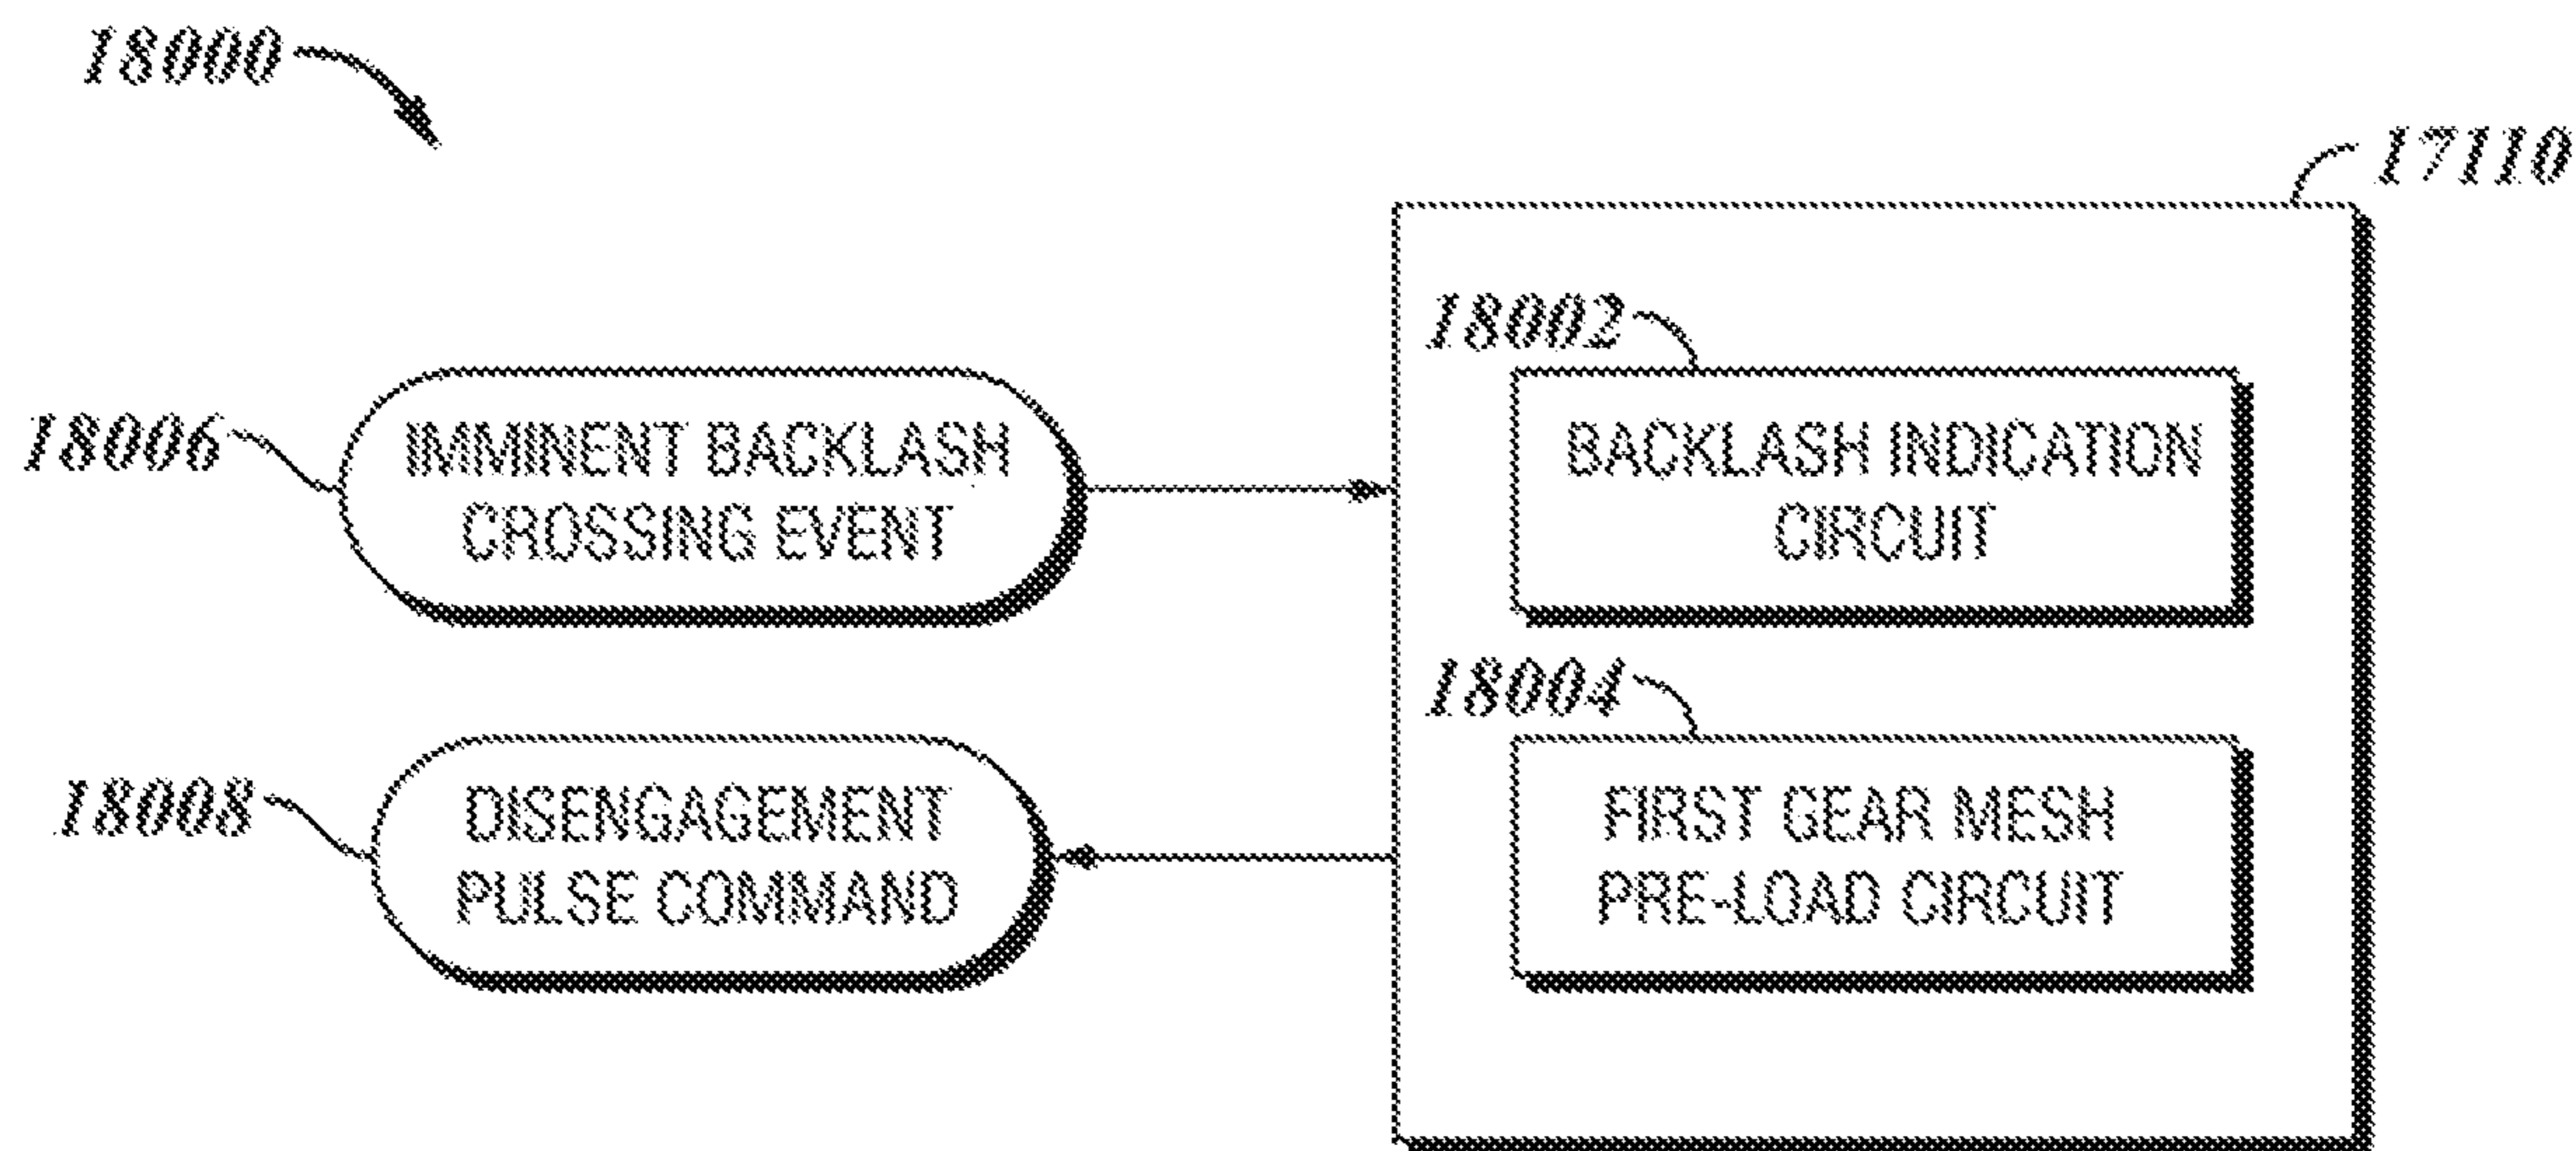 18000
17110
18002
18006
IMMINENT BACKLASH
CROSSING EVENT
BACKLASH INDICATION
CIRCUIT
18004
18008
DISENGAGEMENT
PULSE COMMAND
FIRST GEAR MESH
PRE-LOAD CIRCUIT